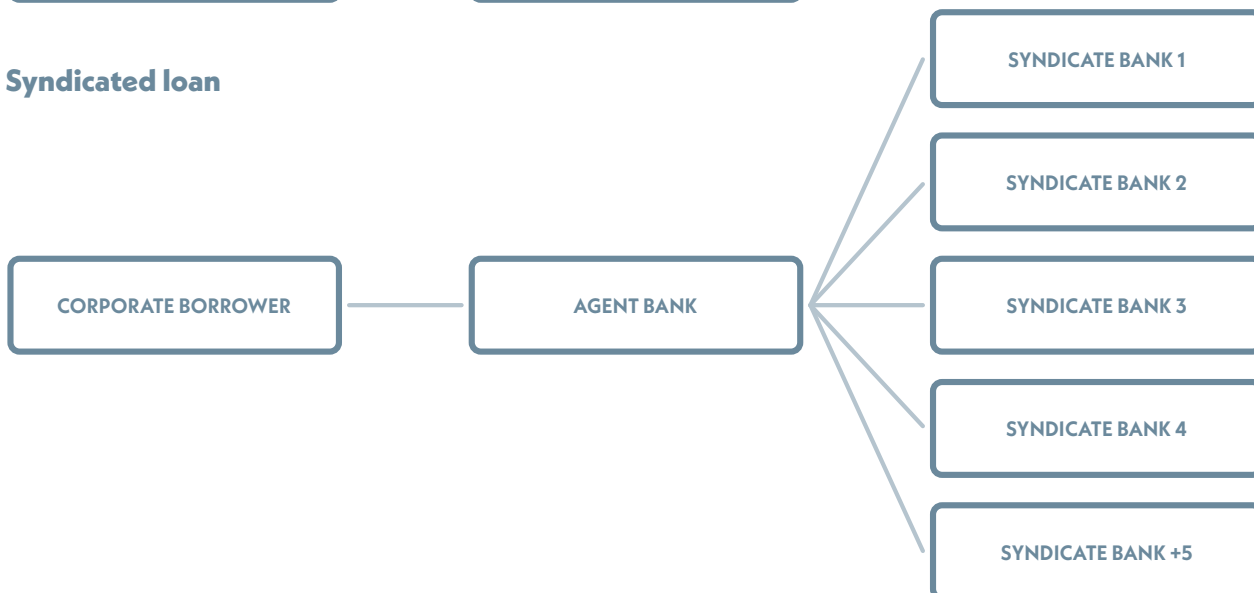 Syndicated loan
SYNDICATE BANK 1
SYNDICATE BANK 2
CORPORATE BORROWER
AGENT BANK
SYNDICATE BANK 3
SYNDICATE BANK 4
SYNDICATE BANK +5